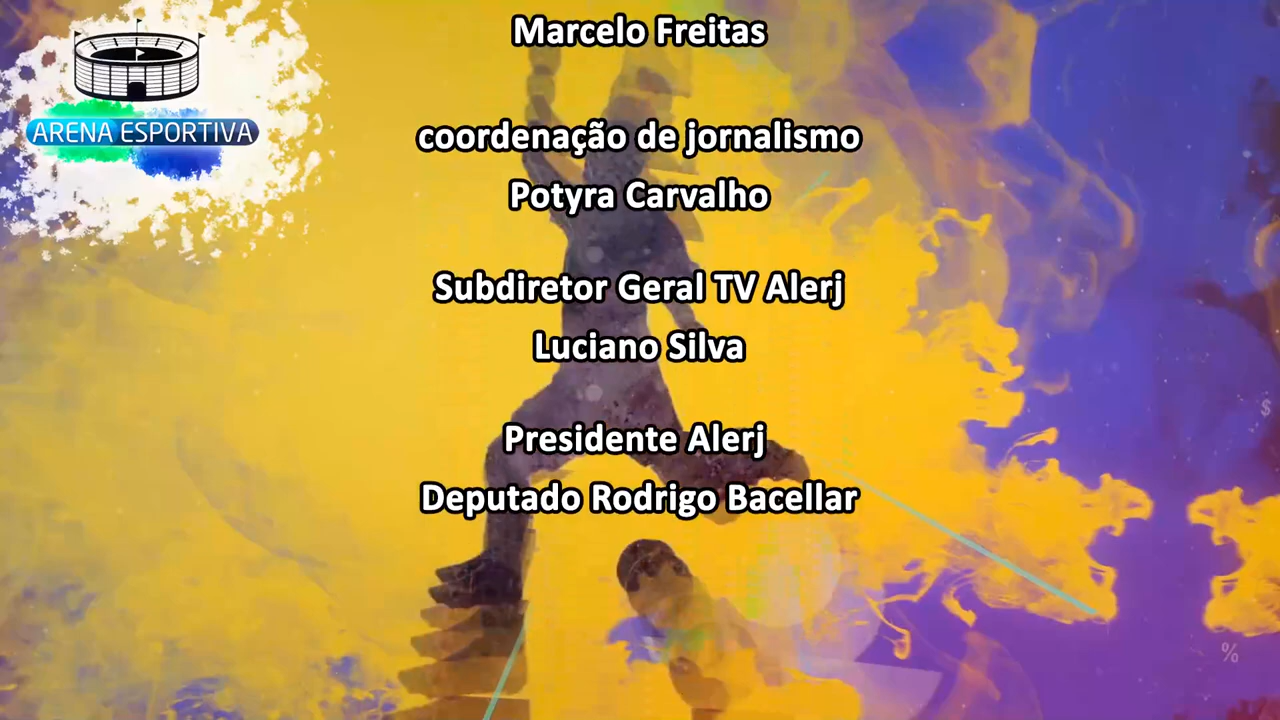 ARENA ESPORTIVA
Marcelo Freitas
coordenação de jornalismo
Potyra Carvalho
Subdiretor Geral TV Alerj
Luciano Silva
Presidente Alerj
Deputado Rodrigo Bacellar
$
%